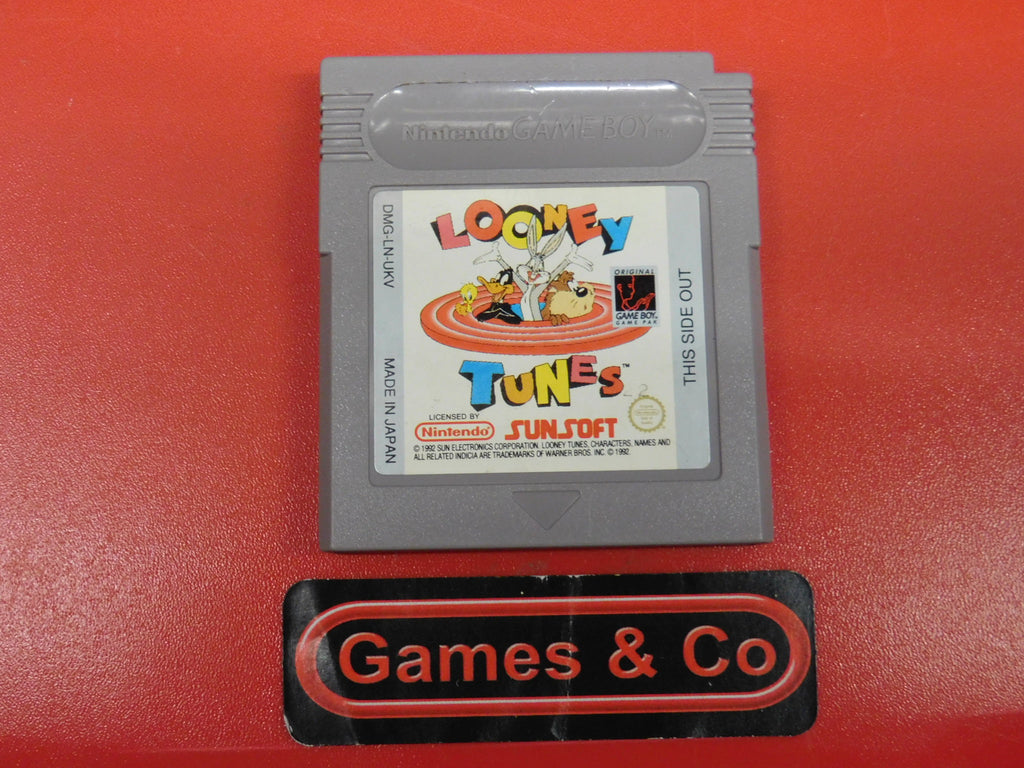 Nintendo GAME BOY TM
DMG-LN-UKV
MADE IN JAPAN
LOONEY
TUNES™
ORIGINAL
GAME BOY
GAME PAK
THIS SIDE OUT
LICENSED BY
Nintendo®
SUNSOFT
© 1992 SUN ELECTRONICS CORPORATION. LOONEY TUNES, CHARACTERS, NAMES AND
ALL RELATED INDICIA ARE TRADEMARKS OF WARNER BROS. INC. © 1992.
Games & Co